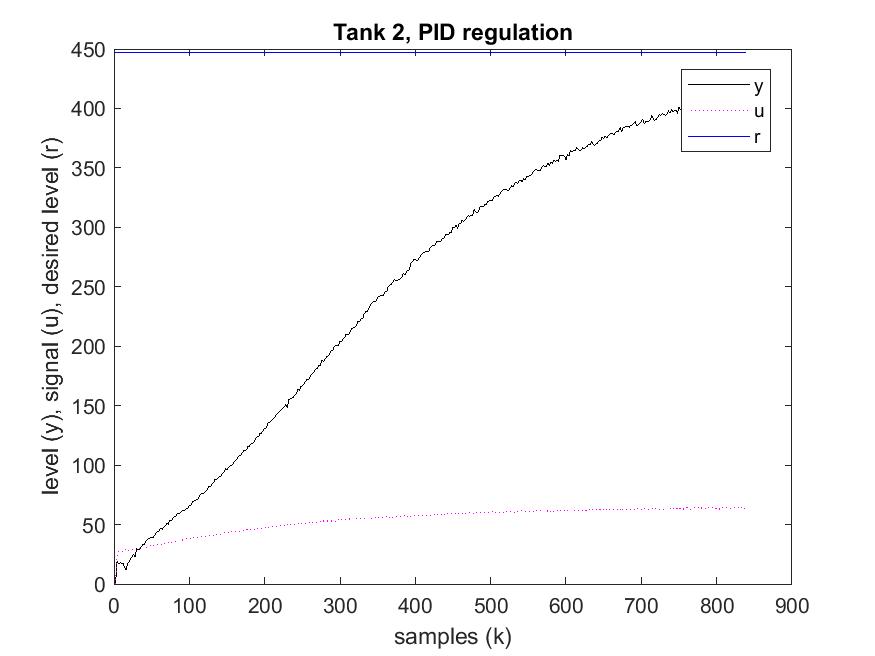 Tank 2, PID regulation
450
400
350
300
250
200
150
100
50
0
level (y), signal (u), desired level (r)
y
u
r
0 100 200 300 400 500 600 700 800 900
samples (k)